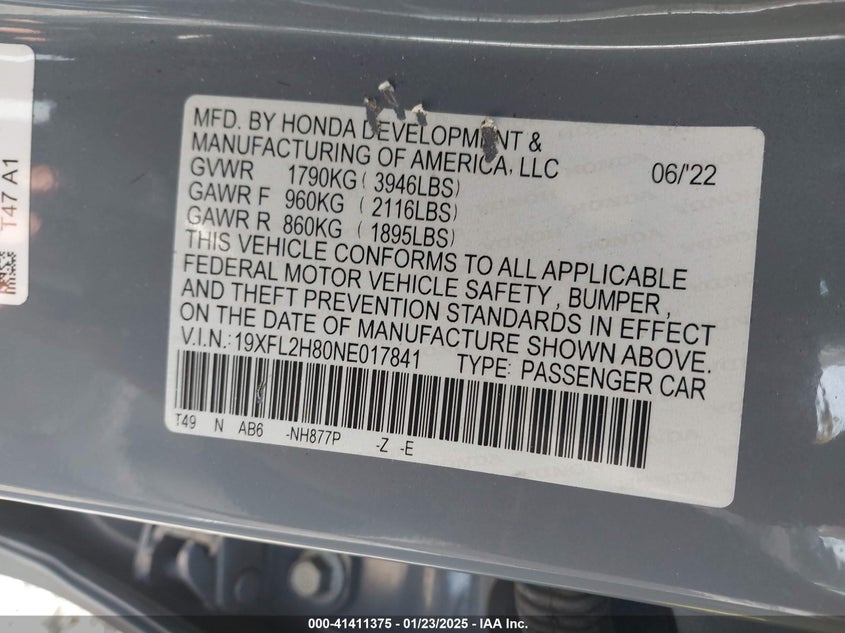 T47 A1
MFD. BY HONDA DEVELOPMENT &
MANUFACTURING OF AMERICA, LLC 06/'22
GVWR 1790KG ( 3946LBS)
GAWR F 960KG ( 2116LBS)
GAWR R 860KG ( 1895LBS)
THIS VEHICLE CONFORMS TO ALL APPLICABLE
FEDERAL MOTOR VEHICLE SAFETY, BUMPER,
AND THEFT PREVENTION STANDARDS IN EFFECT
ON THE DATE OF MANUFACTURE SHOWN ABOVE.
V.I.N.: 19XFL2H80NE017841 TYPE: PASSENGER CAR
T49 N AB6 -NH877P -Z -E
000-41411375 - 01/23/2025 - IAA Inc.